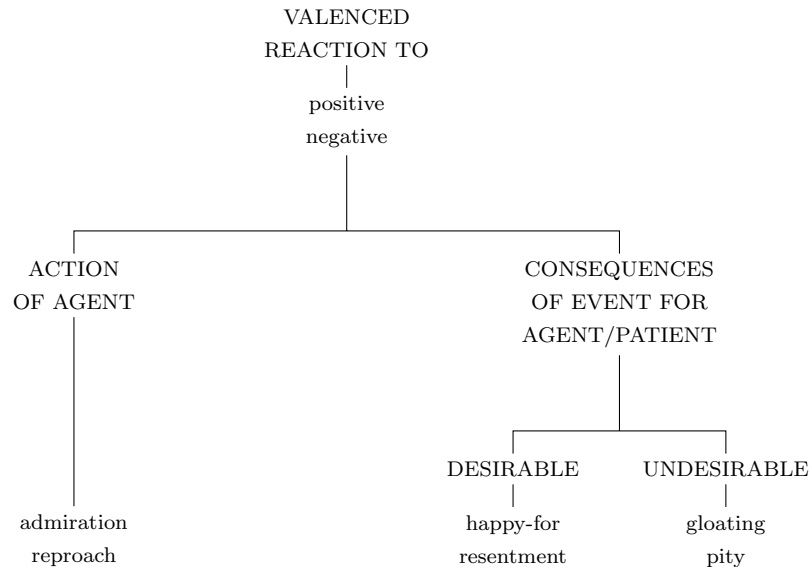 VALENCED
REACTION TO
positive
negative
ACTION
OF AGENT
CONSEQUENCES
OF EVENT FOR
AGENT/PATIENT
DESIRABLE
UNDESIRABLE
admiration
reproach
happy-for
resentment
gloating
pity